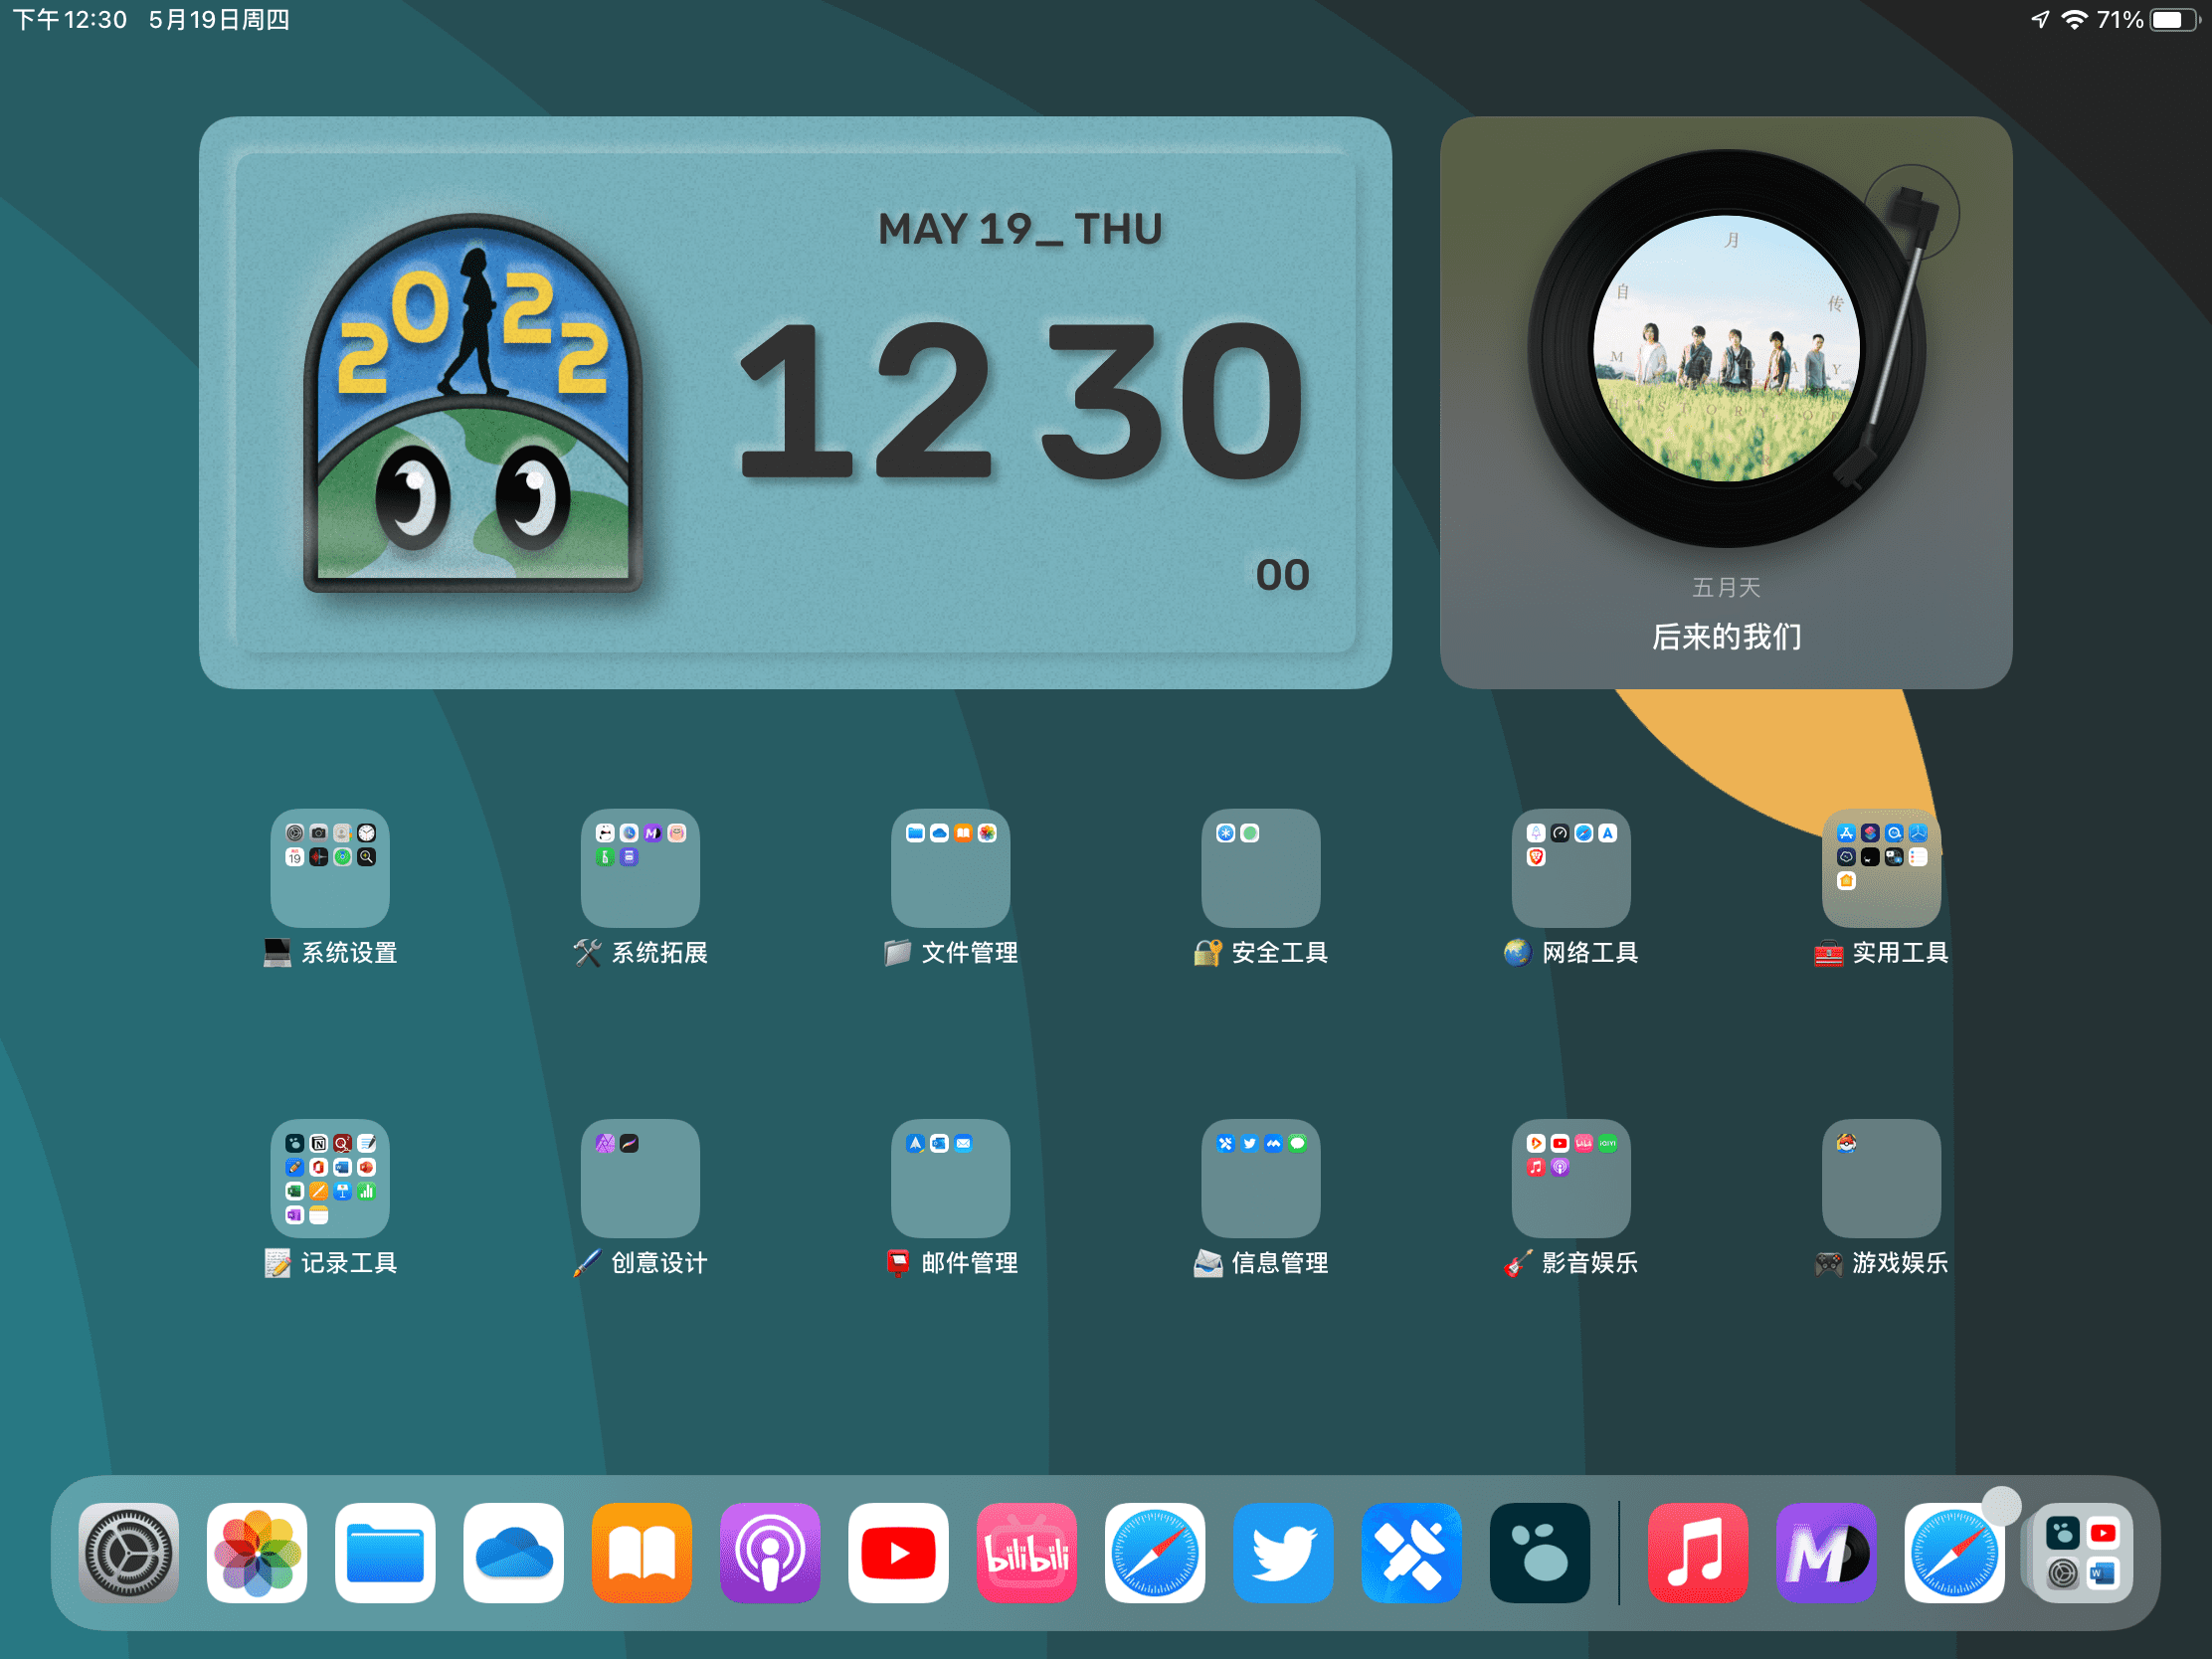 下午12:30 5月19日周四
71%
MAY 19_ THU
2022
12 30
00
月
自
传
MAYDAY
HISTORY OF
五月天
后来的我们
19
系统设置
系统拓展
文件管理
安全工具
网络工具
实用工具
记录工具
创意设计
邮件管理
信息管理
影音娱乐
游戏娱乐
bilibili
M
W